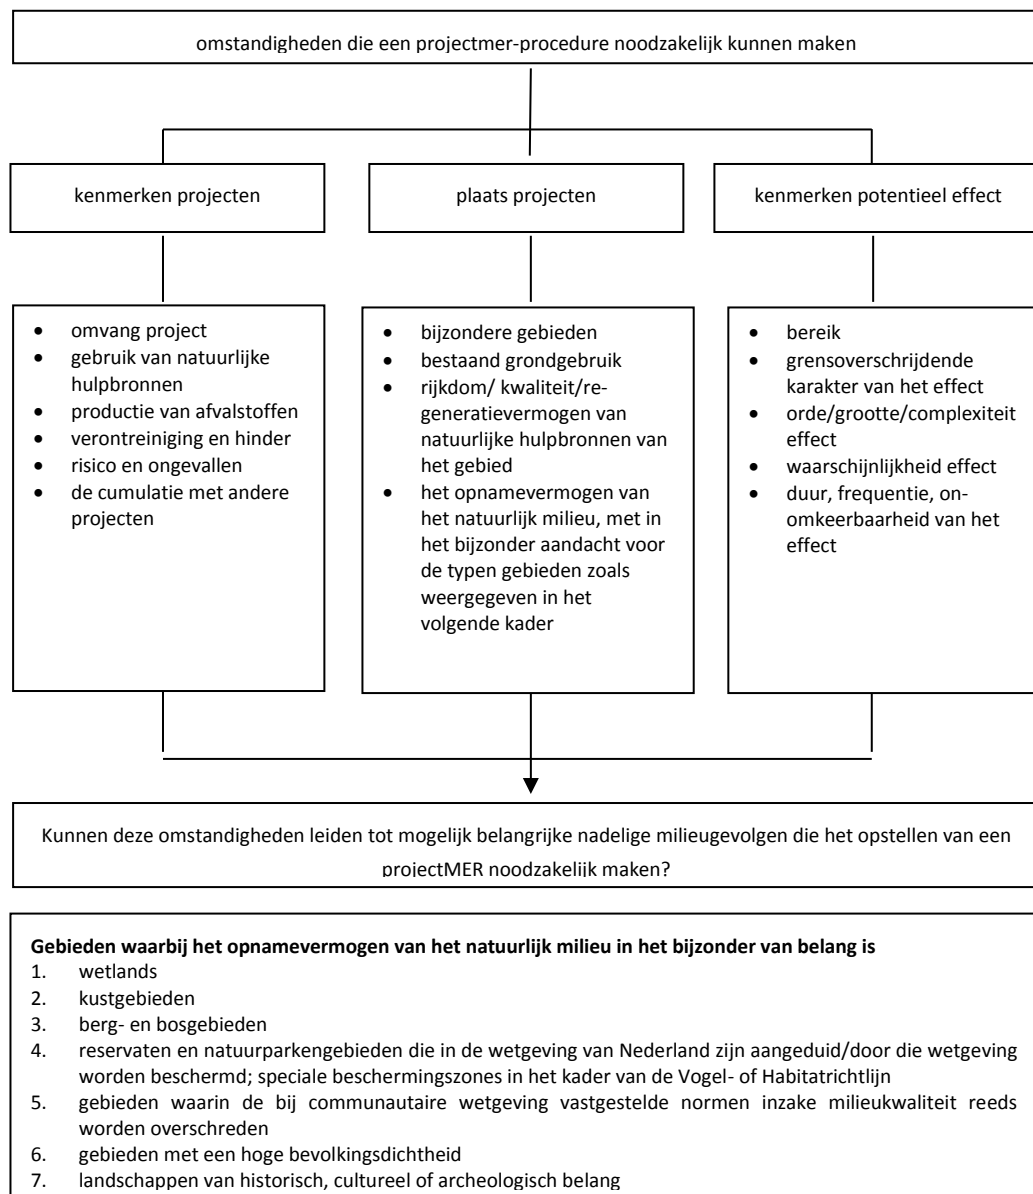 omstandigheden die een projectmer-procedure noodzakelijk kunnen maken
kenmerken projecten
plaats projecten
kenmerken potentieel effect
• omvang project
• gebruik van natuurlijke
hulpbronnen
• productie van afvalstoffen
• verontreiniging en hinder
• risico en ongevallen
• de cumulatie met andere
projecten
• bijzondere gebieden
• bestaand grondgebruik
• rijkdom/ kwaliteit/re-
generatievermogen van
natuurlijke hulpbronnen van
het gebied
• het opnamevermogen van
het natuurlijk milieu, met in
het bijzonder aandacht voor
de typen gebieden zoals
weergegeven in het
volgende kader
• bereik
• grensoverschrijdende
karakter van het effect
• orde/grootte/complexiteit
effect
• waarschijnlijkheid effect
• duur, frequentie, on-
omkeerbaarheid van het
effect
Kunnen deze omstandigheden leiden tot mogelijk belangrijke nadelige milieugevolgen die het opstellen van een
projectMER noodzakelijk maken?
Gebieden waarbij het opnamevermogen van het natuurlijk milieu in het bijzonder van belang is
1. wetlands
2. kustgebieden
3. berg- en bosgebieden
4. reservaten en natuurparkengebieden die in de wetgeving van Nederland zijn aangeduid/door die wetgeving
worden beschermd; speciale beschermingszones in het kader van de Vogel- of Habitatrichtlijn
5. gebieden waarin de bij communautaire wetgeving vastgestelde normen inzake milieukwaliteit reeds
worden overschreden
6. gebieden met een hoge bevolkingsdichtheid
7. landschappen van historisch, cultureel of archeologisch belang